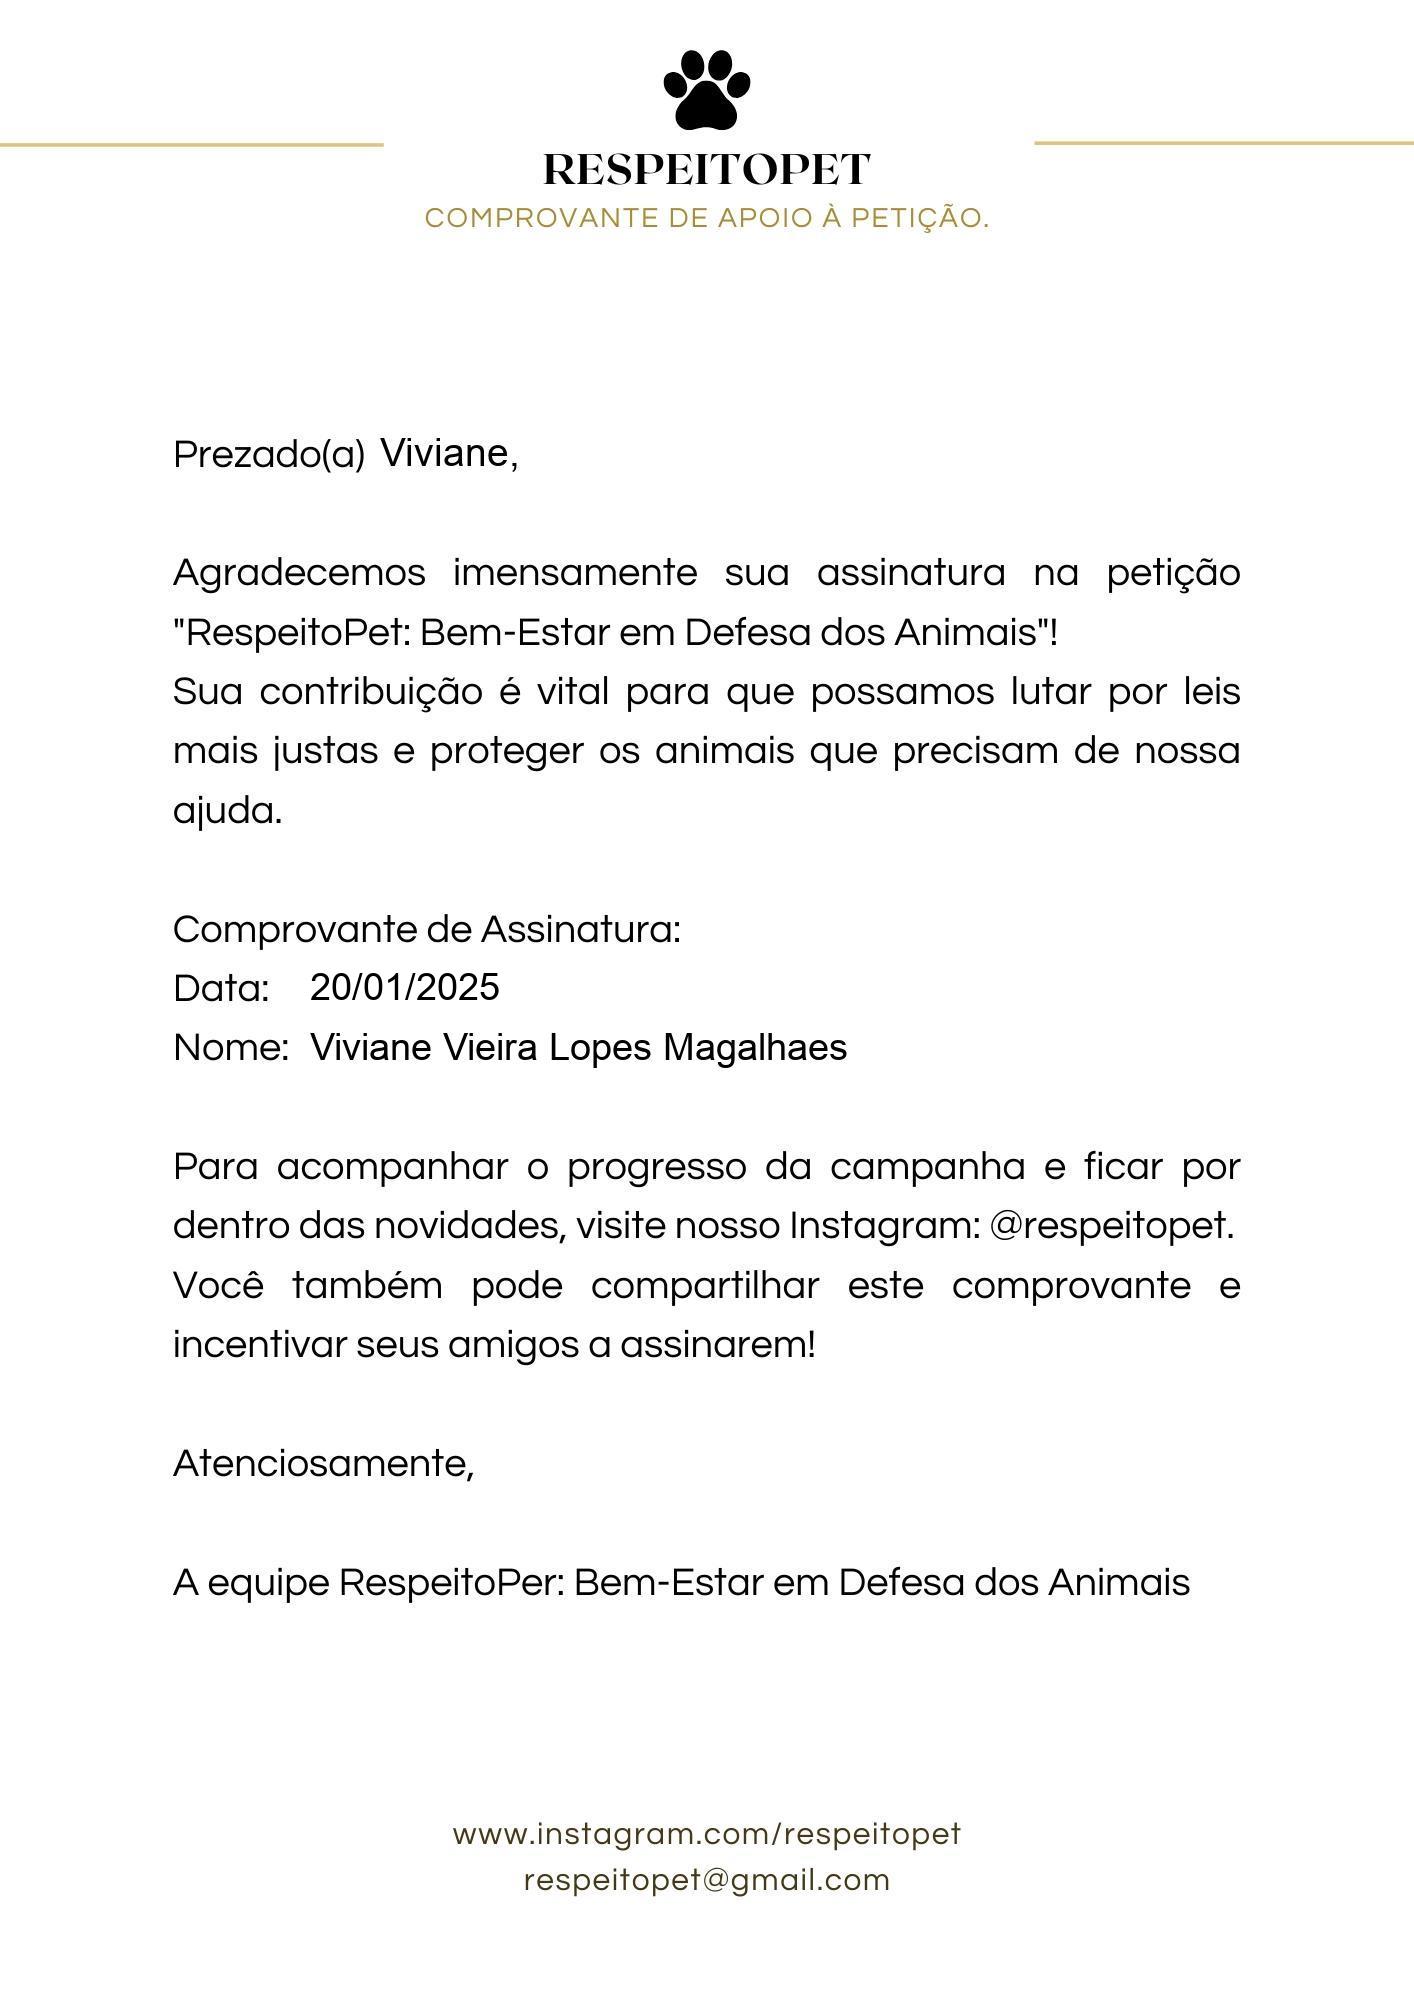 RESPEITOPET
COMPROVANTE DE APOIO À PETIÇÃO.
Prezado(a) Viviane,
Agradecemos imensamente sua assinatura na petição
"RespeitoPet: Bem-Estar em Defesa dos Animais"!
Sua contribuição é vital para que possamos lutar por leis
mais justas e proteger os animais que precisam de nossa
ajuda.
Comprovante de Assinatura:
Data: 20/01/2025
Nome: Viviane Vieira Lopes Magalhaes
Para acompanhar o progresso da campanha e ficar por
dentro das novidades, visite nosso Instagram: @respeitopet.
Você também pode compartilhar este comprovante e
incentivar seus amigos a assinarem!
Atenciosamente,
A equipe RespeitoPer: Bem-Estar em Defesa dos Animais
www.instagram.com/respeitopet
respeitopet@gmail.com